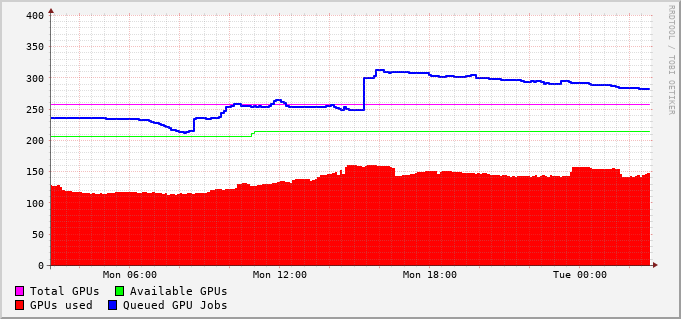 400
350
300
250
200
150
100
50
0
Mon 06:00 Mon 12:00 Mon 18:00 Tue 00:00
Total GPUs Available GPUs
GPUs used Queued GPU Jobs
RRDTOOL / TOBI OETIKER